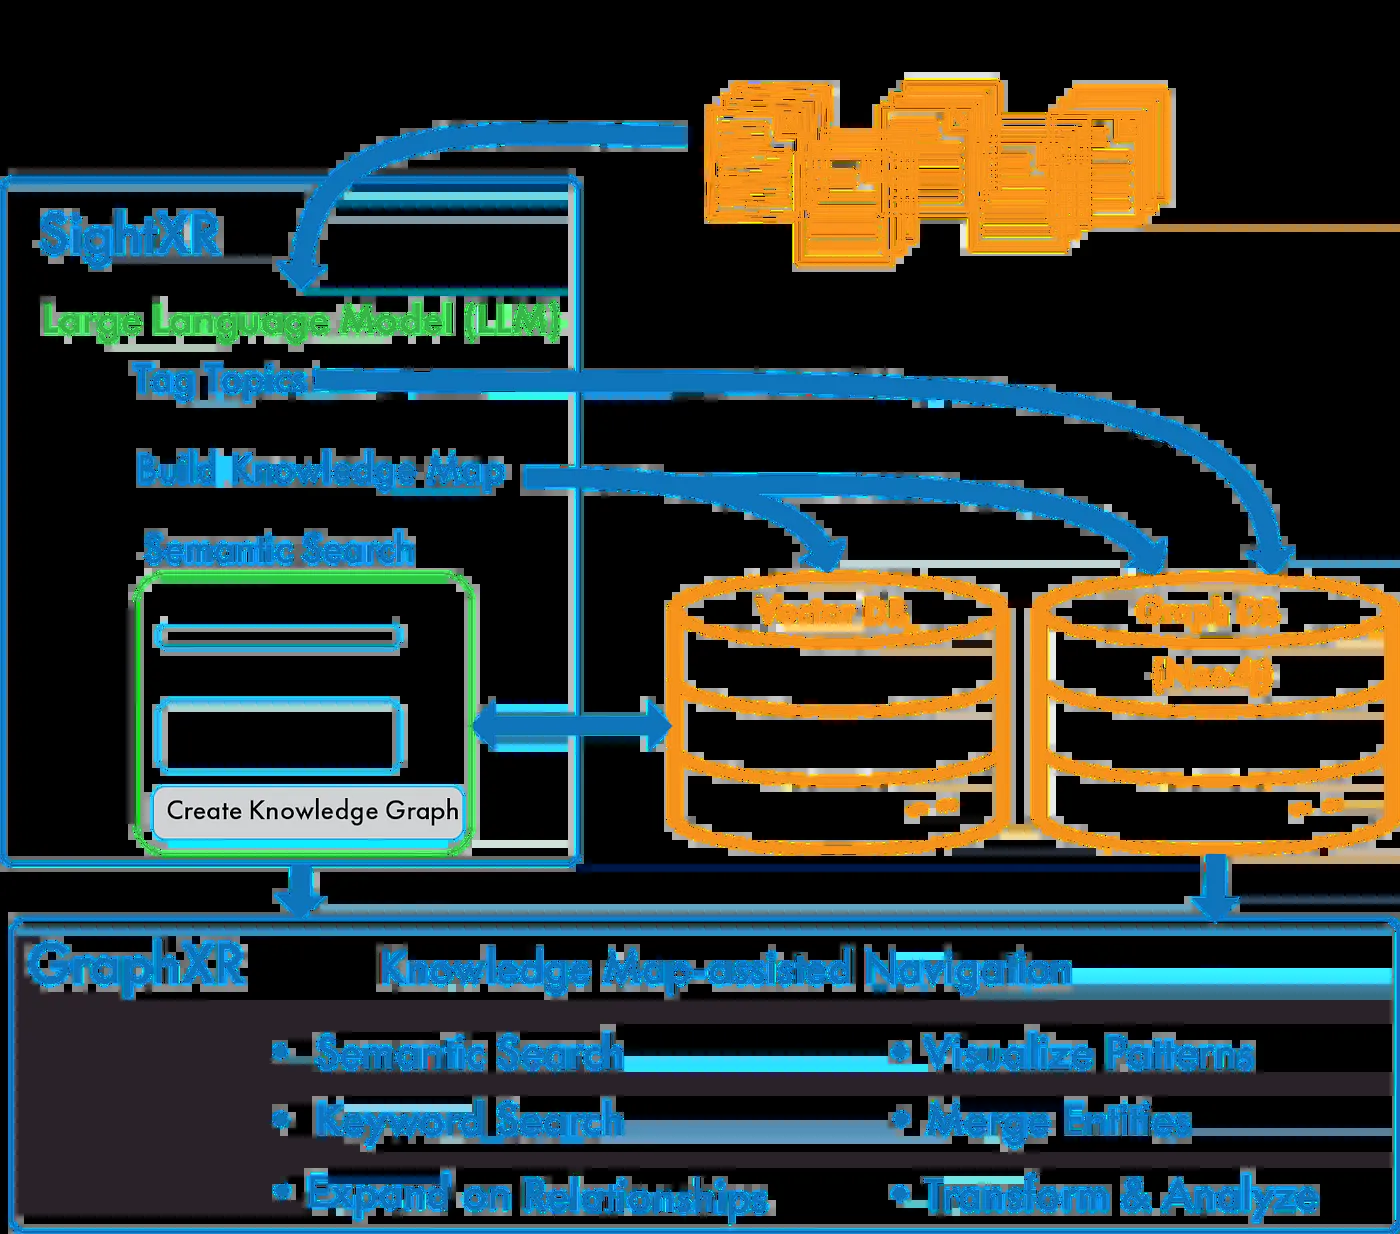 SightXR
Large Language Model (LLM)
Tag Topics
Build Knowledge Map
Semantic Search
Create Knowledge Graph
Vector DB
Graph DB
(Neo4j)
GraphXR
Knowledge Map-assisted Navigation
• Semantic Search
• Keyword Search
• Expand on Relationships
• Visualize Patterns
• Merge Entities
• Transform & Analyze